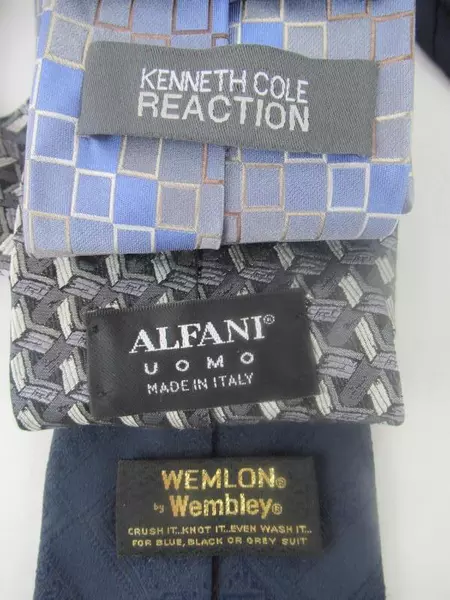 KENNETH COLE
REACTION
ALFANI®
UOMO
MADE IN ITALY
WEMLON®
by Wembley®
CRUSH IT...KNOT IT...EVEN WASH IT...
FOR BLUE, BLACK OR GREY SUIT